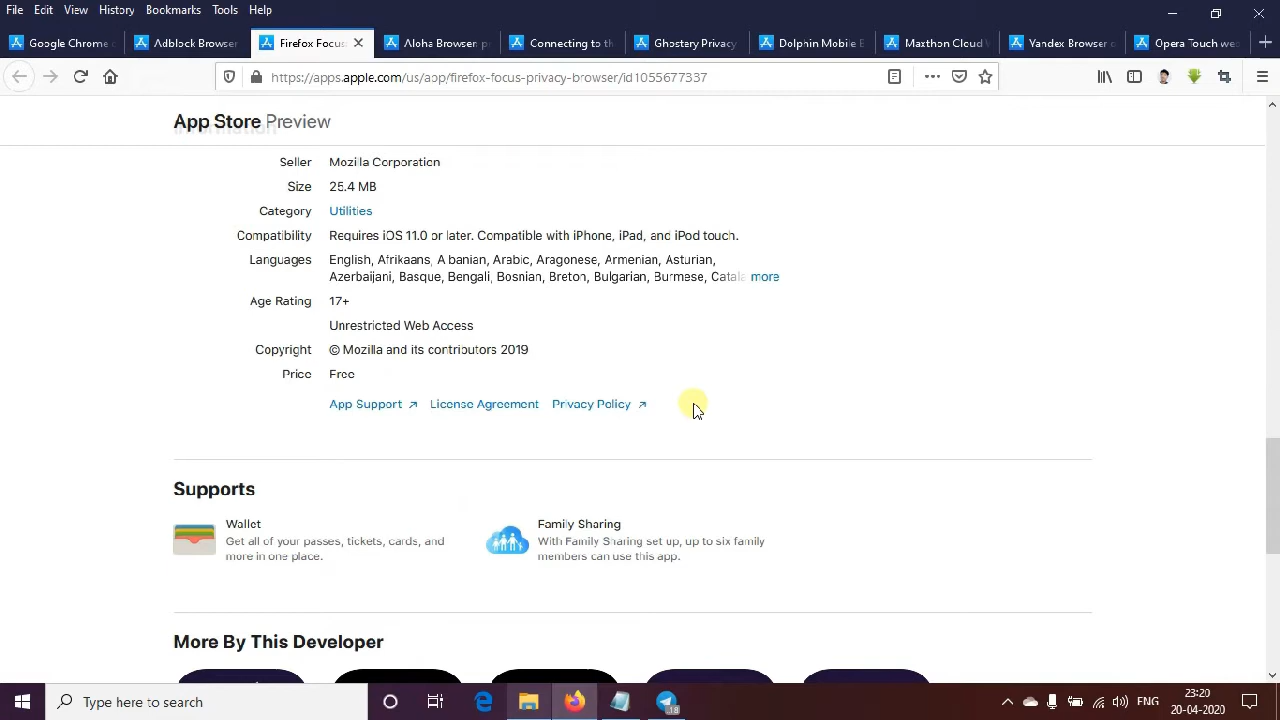 File Edit View History Bookmarks Tools Help
Google Chrome Adblock Browser Firefox Focus Aloha Browser p Connecting to th Ghostery Privacy Dolphin Mobile B Maxthon Cloud Yandex Browser Opera Touch we
https://apps.apple.com/us/app/firefox-focus-privacy-browser/id1055677337
App Store Preview
Information
Seller Mozilla Corporation
Size 25.4 MB
Category Utilities
Compatibility Requires iOS 11.0 or later. Compatible with iPhone, iPad, and iPod touch.
Languages English, Afrikaans, Albanian, Arabic, Aragonese, Armenian, Asturian,
Azerbaijani, Basque, Bengali, Bosnian, Breton, Bulgarian, Burmese, Catala more
Age Rating 17+
Unrestricted Web Access
Copyright © Mozilla and its contributors 2019
Price Free
App Support License Agreement Privacy Policy
Supports
Wallet
Get all of your passes, tickets, cards, and
more in one place.
Family Sharing
With Family Sharing set up, up to six family
members can use this app.
More By This Developer
Type here to search
18
ENG
23:20
20-04-2020